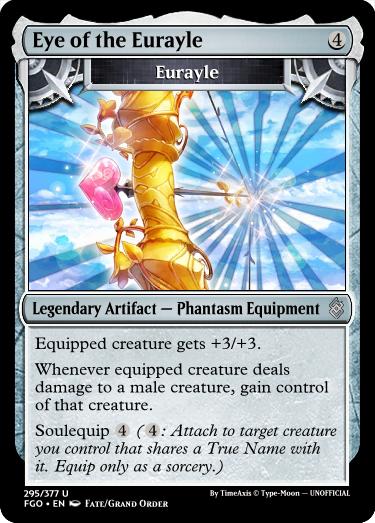 Eye of the Eurayle 4
Eurayle
Legendary Artifact — Phantasm Equipment
Equipped creature gets +3/+3.
Whenever equipped creature deals
damage to a male creature, gain control
of that creature.
Soulequip 4 (4: Attach to target creature
you control that shares a True Name with
it. Equip only as a sorcery.)
295/377 U
FGO • EN Fate/Grand Order
By TimeAxis © Type-Moon — UNOFFICIAL